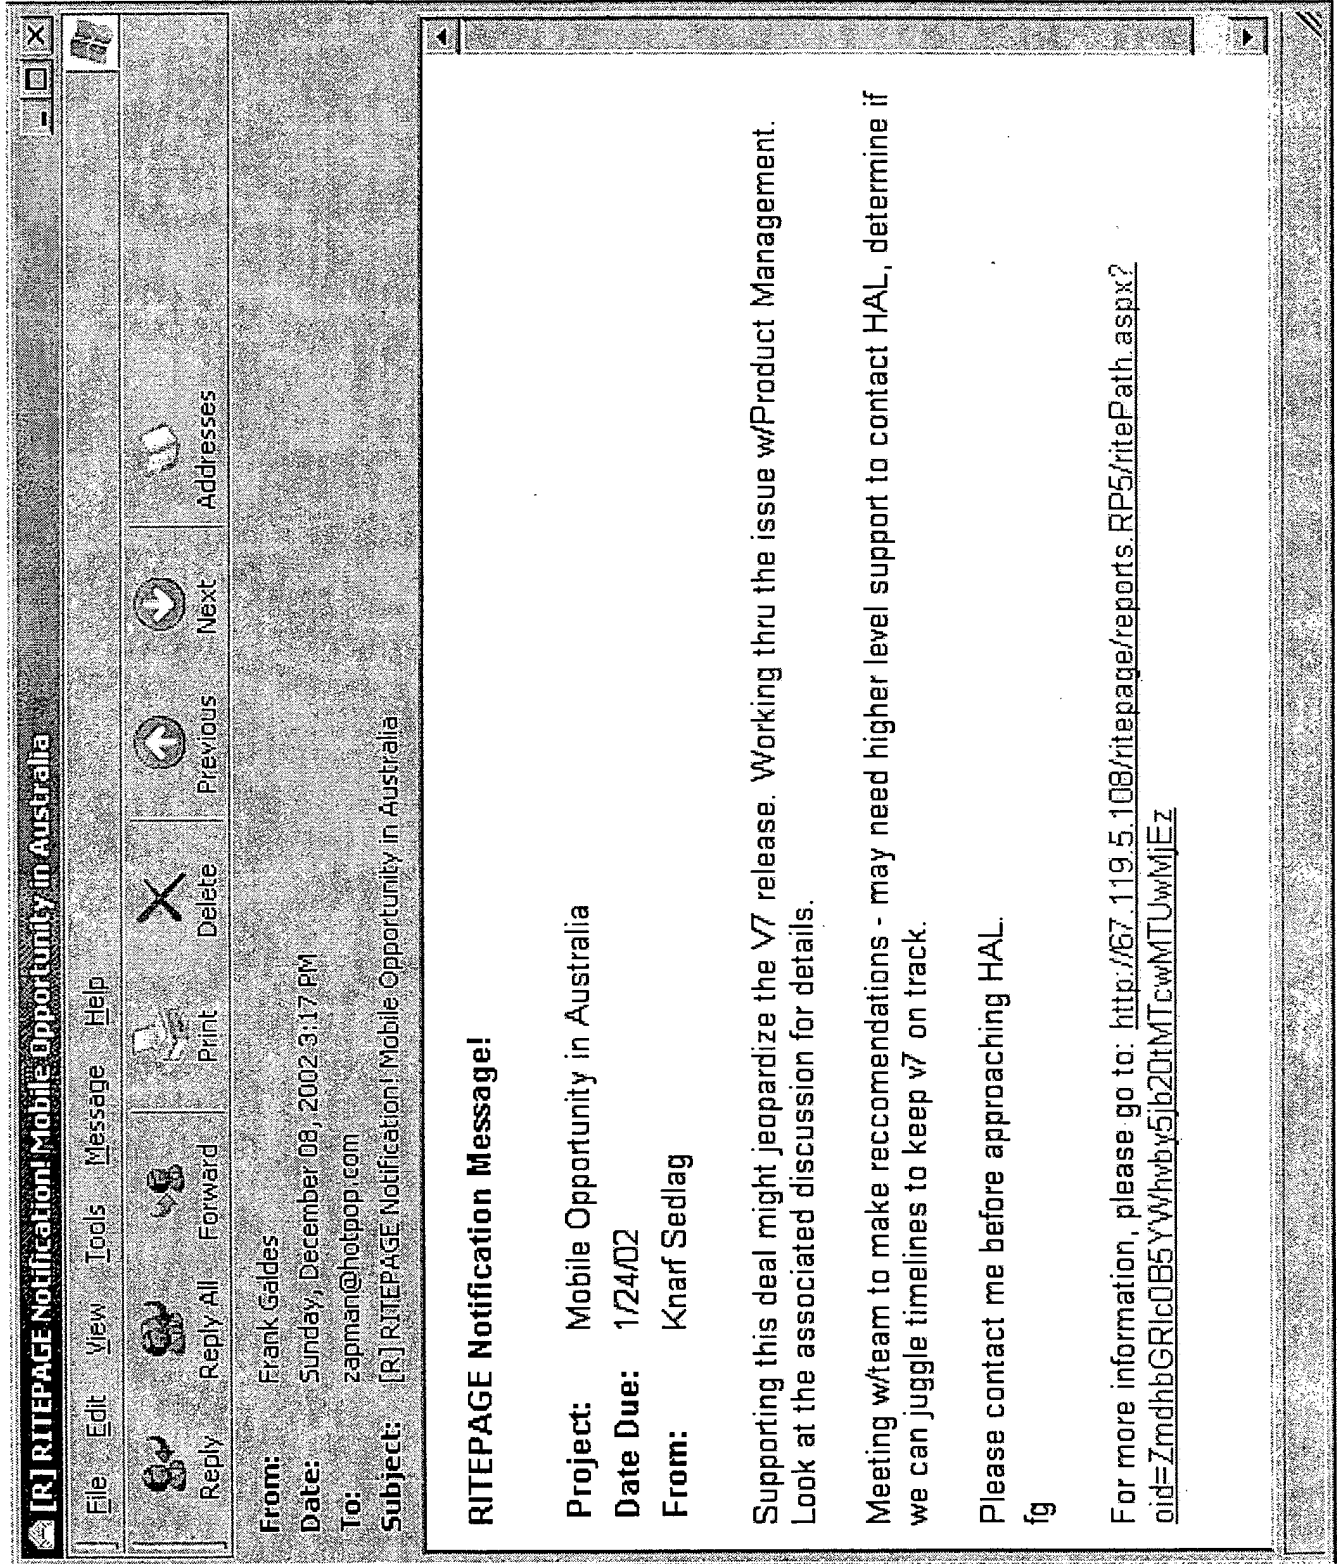 [R] RITEPAGE Notification! Mobile Opportunity in Australia
File Edit View Tools Message Help
Reply Reply All Forward Print Delete Previous Next Addresses
From: Frank Galdes
Date: Sunday, December 08, 2002 3:17 PM
To: zapman@hotpop.com
Subject: [R] RITEPAGE Notification! Mobile Opportunity in Australia
RITEPAGE Notification Message!
Project: Mobile Opportunity in Australia
Date Due: 1/24/02
From: Knarf Sedlag
Supporting this deal might jeopardize the V7 release. Working thru the issue w/Product Management.
Look at the associated discussion for details.
Meeting w/team to make reccomendations - may need higher level support to contact HAL, determine if
we can juggle timelines to keep v7 on track.
Please contact me before approaching HAL.
fg
For more information, please go to: http://67.119.5.108/ritepage/reports.RP5/ritePath.aspx?
oid=ZmdhbGRlc0B5YWhvby5jb20tMTcwMTUwMjEz